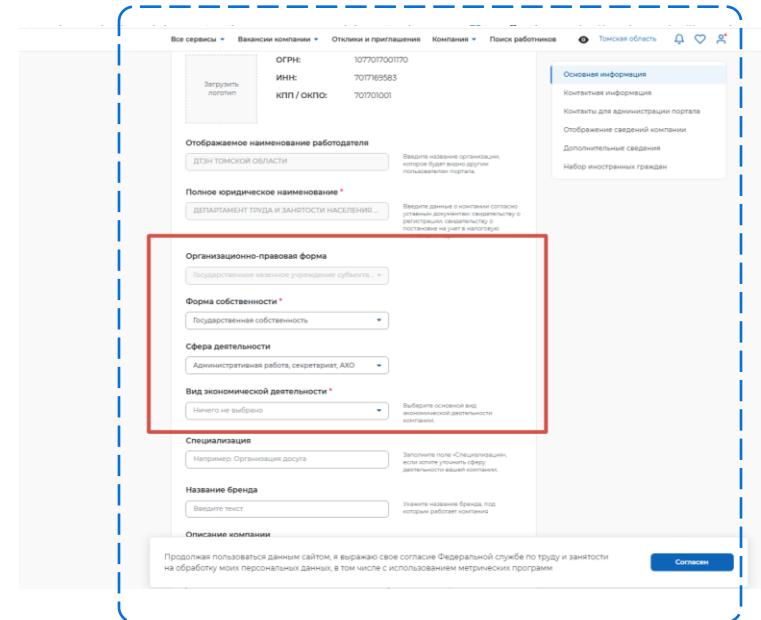 Все сервисы Вакансии компании Отклики и приглашения Компания Поиск работников Томская область
Загрузить
логотип
ОГРН: 1077017001170
ИНН: 7017169583
КПП / ОКПО: 701701001
Основная информация
Контактная информация
Контакты для администрации портала
Отображение сведений компании
Дополнительные сведения
Набор иностранных граждан
Отображаемое наименование работодателя
ДТЗН ТОМСКОЙ ОБЛАСТИ
Введите название организации,
которое будет видно другим
пользователям портала.
Полное юридическое наименование *
ДЕПАРТАМЕНТ ТРУДА И ЗАНЯТОСТИ НАСЕЛЕНИЯ ...
Введите данные о компании согласно
уставным документам: свидетельству о
регистрации, свидетельству о
постановке на учет в налоговую
Организационно-правовая форма
Государственное казенное учреждение субъекта...
Форма собственности *
Государственная собственность
Сфера деятельности
Административная работа, секретариат, АХО
Вид экономической деятельности *
Ничего не выбрано
Выберите основной вид
экономической деятельности
компании.
Специализация
Например: Организация досуга
Заполните поле «Специализация»,
если хотите уточнить сферу
деятельности вашей компании.
Название бренда
Введите текст
Укажите название бренда, под
которым работает компания
Описание компании
Продолжая пользоваться данным сайтом, я выражаю свое согласие Федеральной службе по труду и занятости
на обработку моих персональных данных, в том числе с использованием метрических программ
Согласен